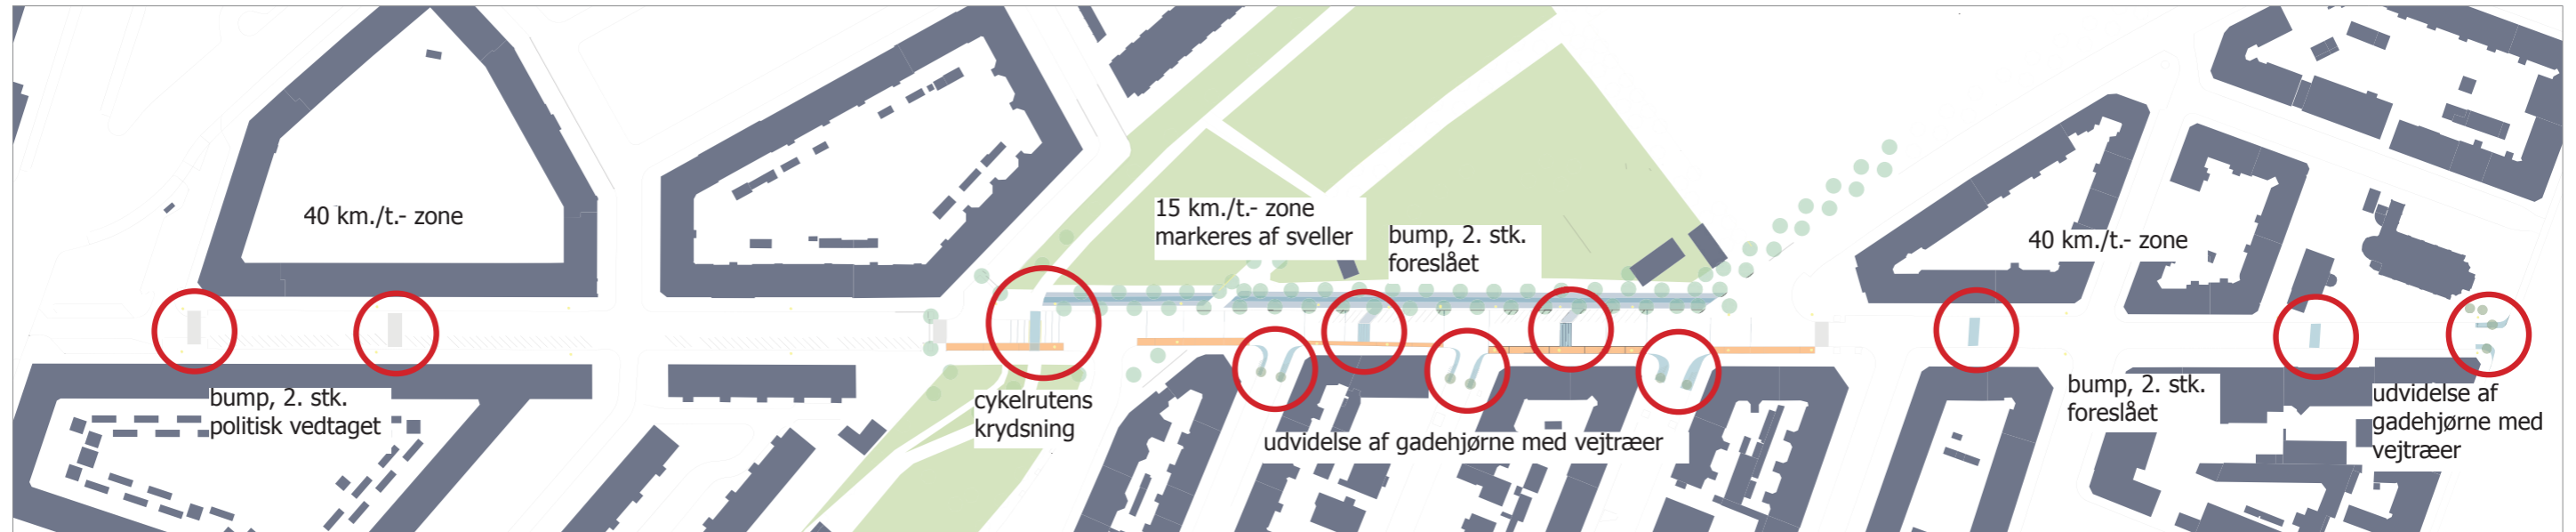 40 km./t.- zone
bump, 2. stk.
politisk vedtaget
cykelrutens
krydsning
15 km./t.- zone
markeres af sveller
bump, 2. stk.
foreslået
udvidelse af gadehjørne med vejtræer
40 km./t.- zone
bump, 2. stk.
foreslået
udvidelse af
gadehjørne med
vejtræer